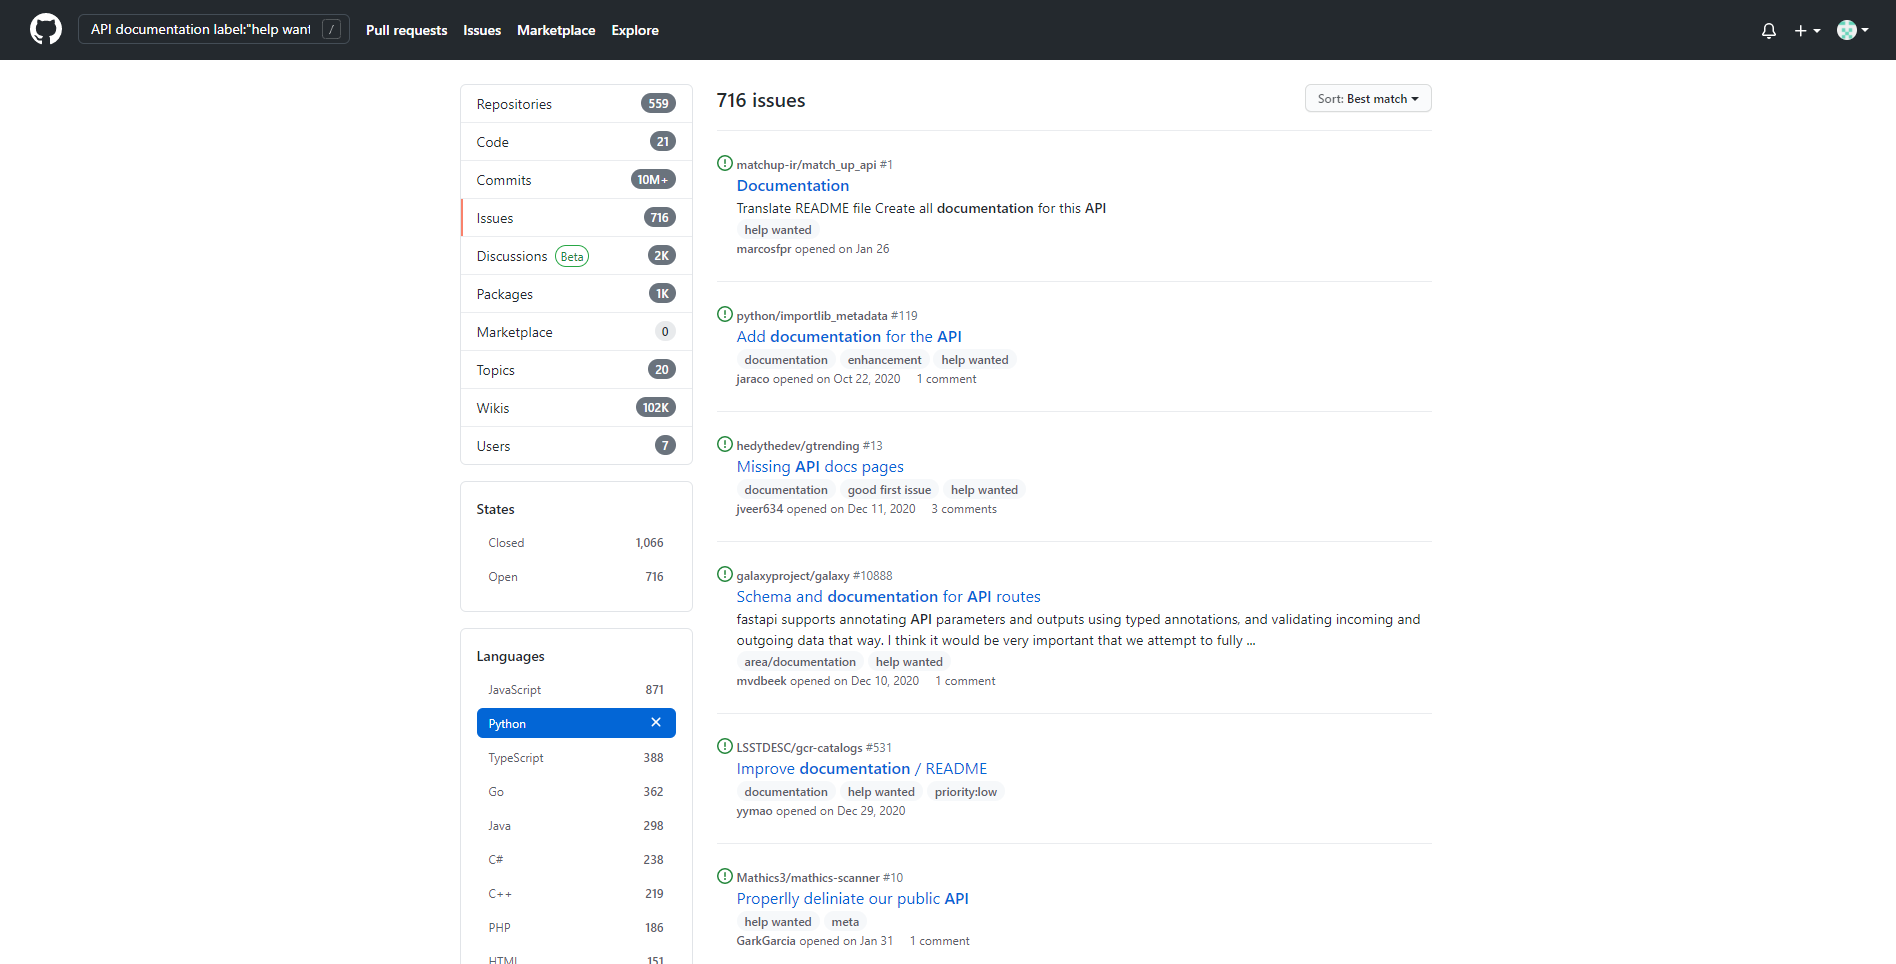 API documentation label:"help want /
Pull requests Issues Marketplace Explore
Repositories 559
Code 21
Commits 10M+
Issues 716
Discussions Beta 2K
Packages 1K
Marketplace 0
Topics 20
Wikis 102K
Users 7
States
Closed 1,066
Open 716
Languages
JavaScript 871
Python
TypeScript 388
Go 362
Java 298
C# 238
C++ 219
PHP 186
HTML 151
716 issues
Sort: Best match
matchup-ir/match_up_api #1
Documentation
Translate README file Create all documentation for this API
help wanted
marcosfpr opened on Jan 26
python/importlib_metadata #119
Add documentation for the API
documentation enhancement help wanted
jaraco opened on Oct 22, 2020 1 comment
hedythedev/gtrending #13
Missing API docs pages
documentation good first issue help wanted
jveer634 opened on Dec 11, 2020 3 comments
galaxyproject/galaxy #10888
Schema and documentation for API routes
fastapi supports annotating API parameters and outputs using typed annotations, and validating incoming and
outgoing data that way. I think it would be very important that we attempt to fully ...
area/documentation help wanted
mvdbeek opened on Dec 10, 2020 1 comment
LSSTDESC/gcr-catalogs #531
Improve documentation / README
documentation help wanted priority:low
yymao opened on Dec 29, 2020
Mathics3/mathics-scanner #10
Properlly deliniate our public API
help wanted meta
GarkGarcia opened on Jan 31 1 comment